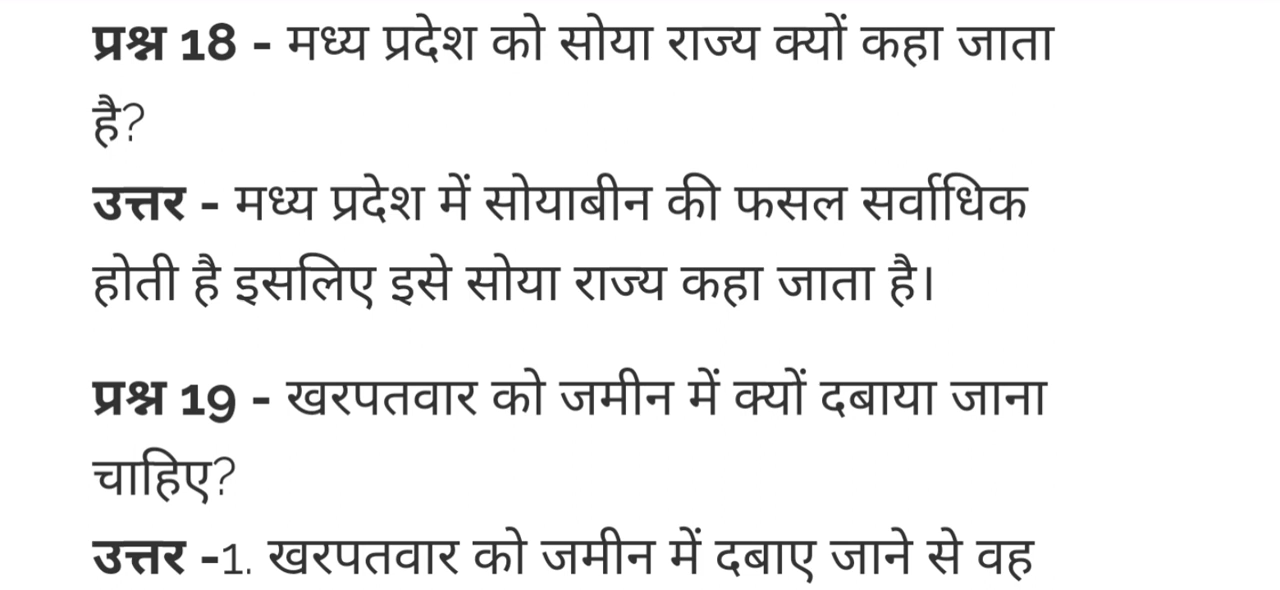 प्रश्न 18 - मध्य प्रदेश को सोया राज्य क्यों कहा जाता
है?
उत्तर - मध्य प्रदेश में सोयाबीन की फसल सर्वाधिक
होती है इसलिए इसे सोया राज्य कहा जाता है।
प्रश्न 19 - खरपतवार को जमीन में क्यों दबाया जाना
चाहिए?
उत्तर -1. खरपतवार को जमीन में दबाए जाने से वह